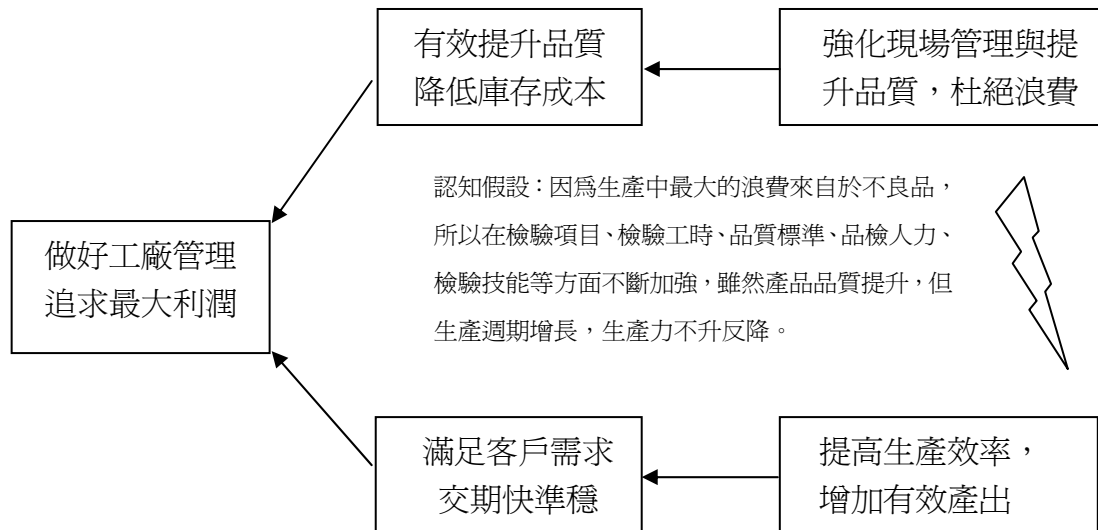 有效提升品質
降低庫存成本
強化現場管理與提
升品質，杜絕浪費
認知假設：因爲生產中最大的浪費來自於不良品，
所以在檢驗項目、檢驗工時、品質標準、品檢人力、
檢驗技能等方面不斷加強，雖然產品品質提升，但
生產週期增長，生產力不升反降。
做好工廠管理
追求最大利潤
滿足客戶需求
交期快準穩
提高生產效率，
增加有效產出